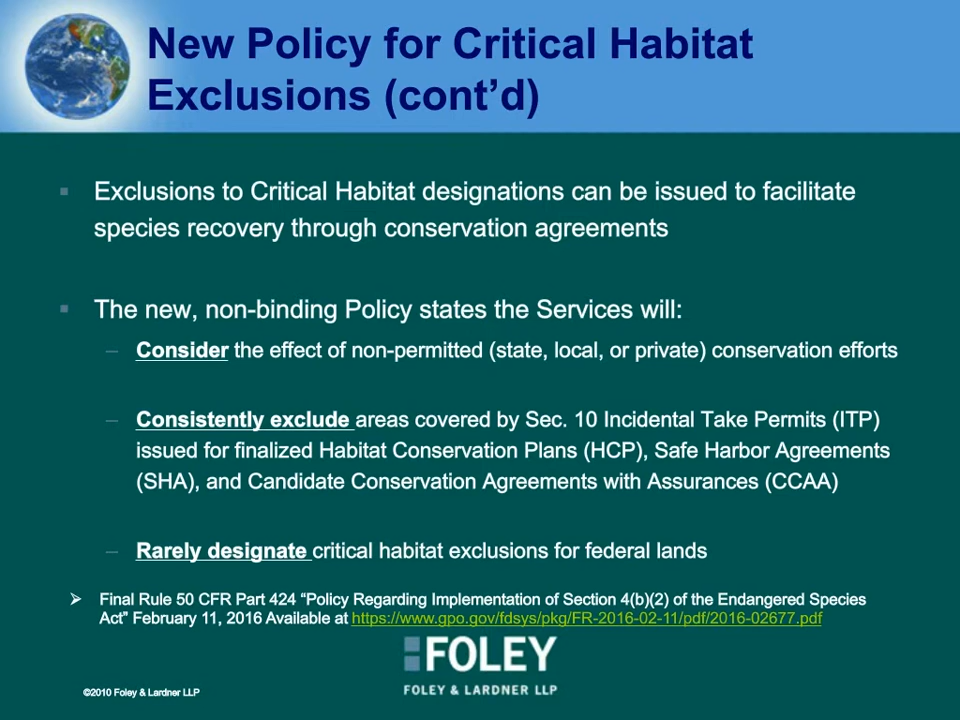 New Policy for Critical Habitat
Exclusions (cont’d)
▪ Exclusions to Critical Habitat designations can be issued to facilitate
species recovery through conservation agreements
▪ The new, non-binding Policy states the Services will:
– Consider the effect of non-permitted (state, local, or private) conservation efforts
– Consistently exclude areas covered by Sec. 10 Incidental Take Permits (ITP)
issued for finalized Habitat Conservation Plans (HCP), Safe Harbor Agreements
(SHA), and Candidate Conservation Agreements with Assurances (CCAA)
– Rarely designate critical habitat exclusions for federal lands
➢ Final Rule 50 CFR Part 424 “Policy Regarding Implementation of Section 4(b)(2) of the Endangered Species
Act” February 11, 2016 Available at https://www.gpo.gov/fdsys/pkg/FR-2016-02-11/pdf/2016-02677.pdf
FOLEY
FOLEY & LARDNER LLP
©2010 Foley & Lardner LLP